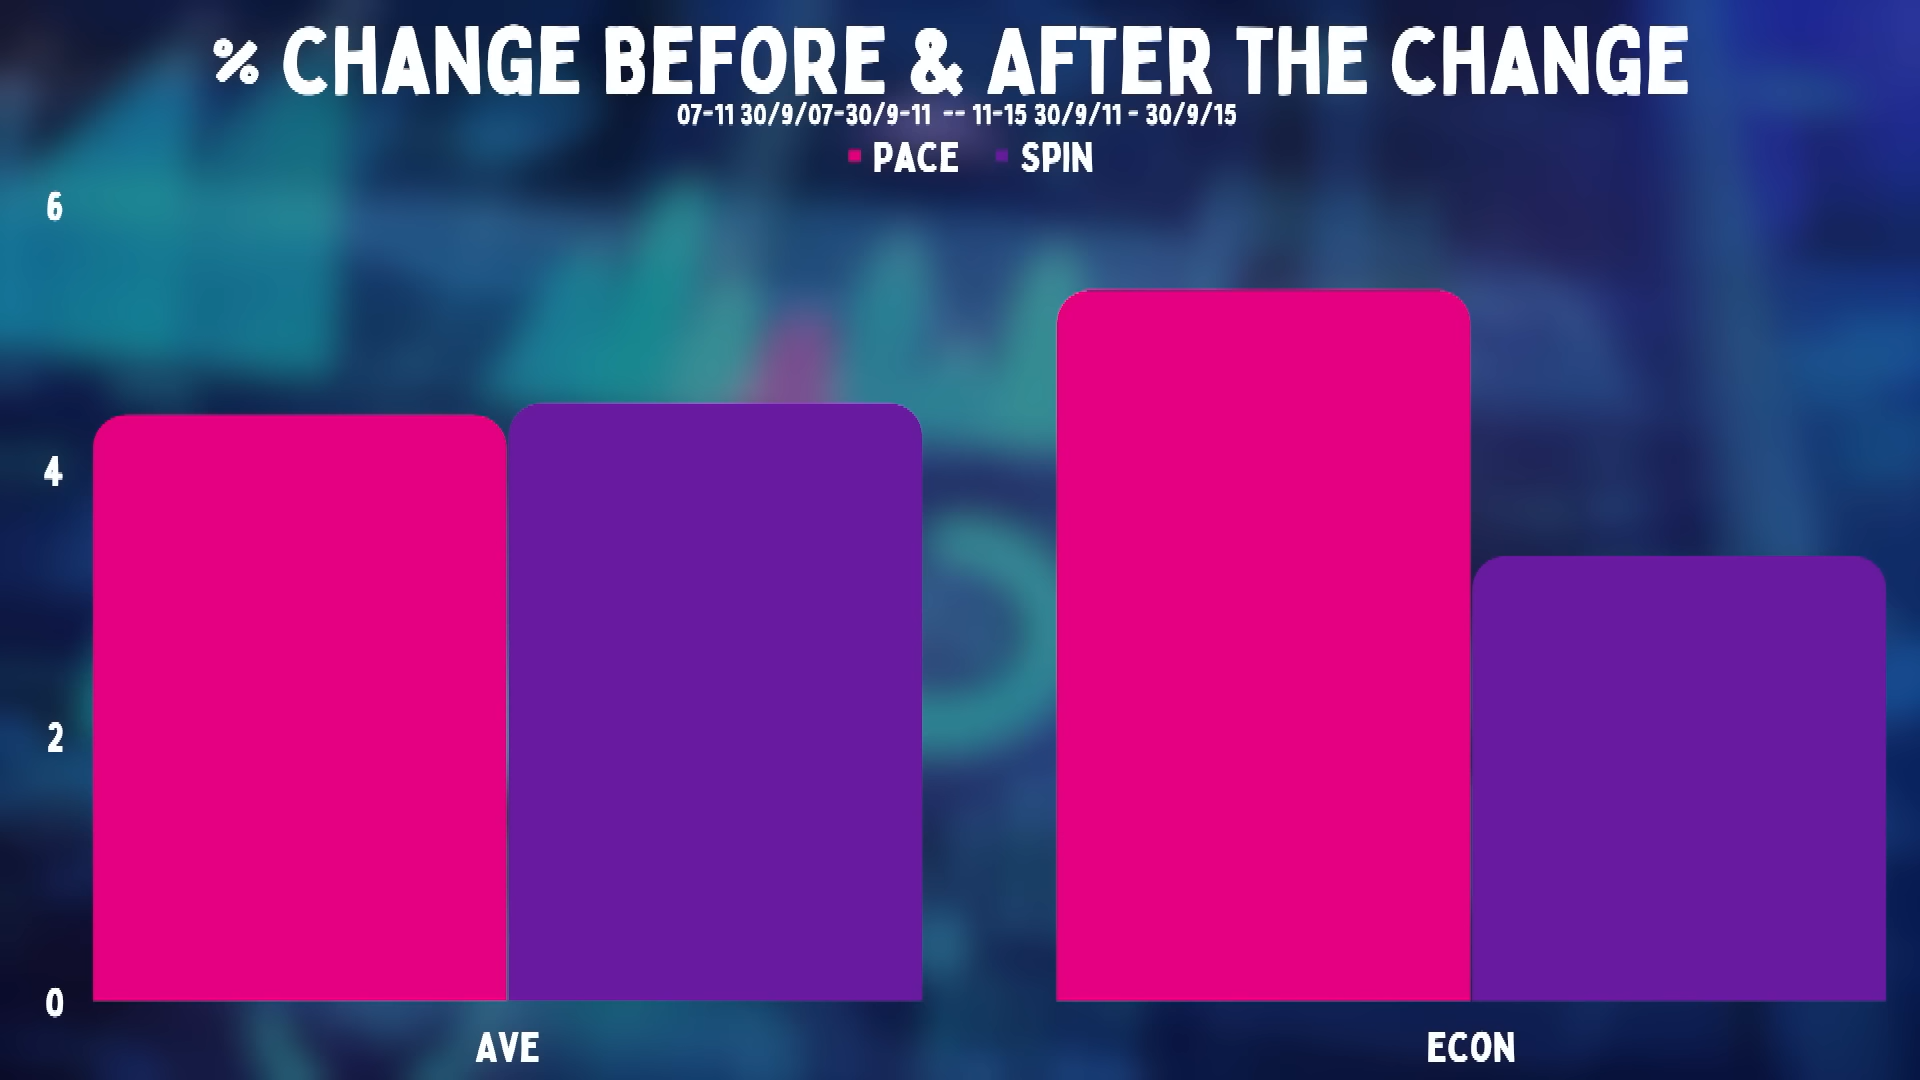 % CHANGE BEFORE & AFTER THE CHANGE
07-11 30/9/07-30/9-11 -- 11-15 30/9/11 - 30/9/15
PACE SPIN
6
4
2
0
AVE ECON